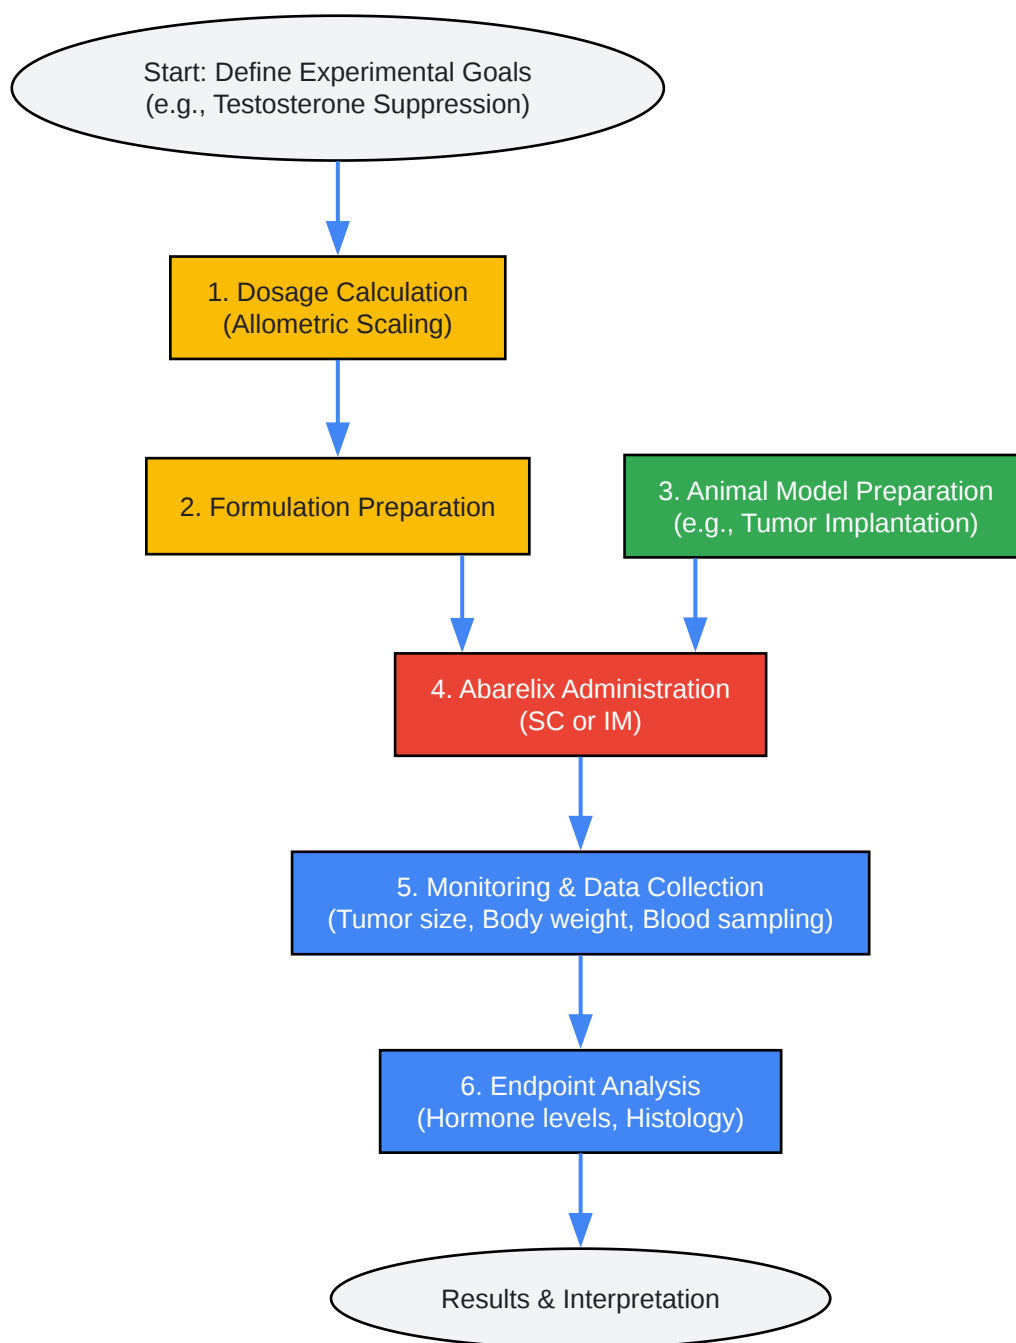 Start: Define Experimental Goals
(e.g., Testosterone Suppression)
1. Dosage Calculation
(Allometric Scaling)
2. Formulation Preparation
3. Animal Model Preparation
(e.g., Tumor Implantation)
4. Abarelix Administration
(SC or IM)
5. Monitoring & Data Collection
(Tumor size, Body weight, Blood sampling)
6. Endpoint Analysis
(Hormone levels, Histology)
Results & Interpretation